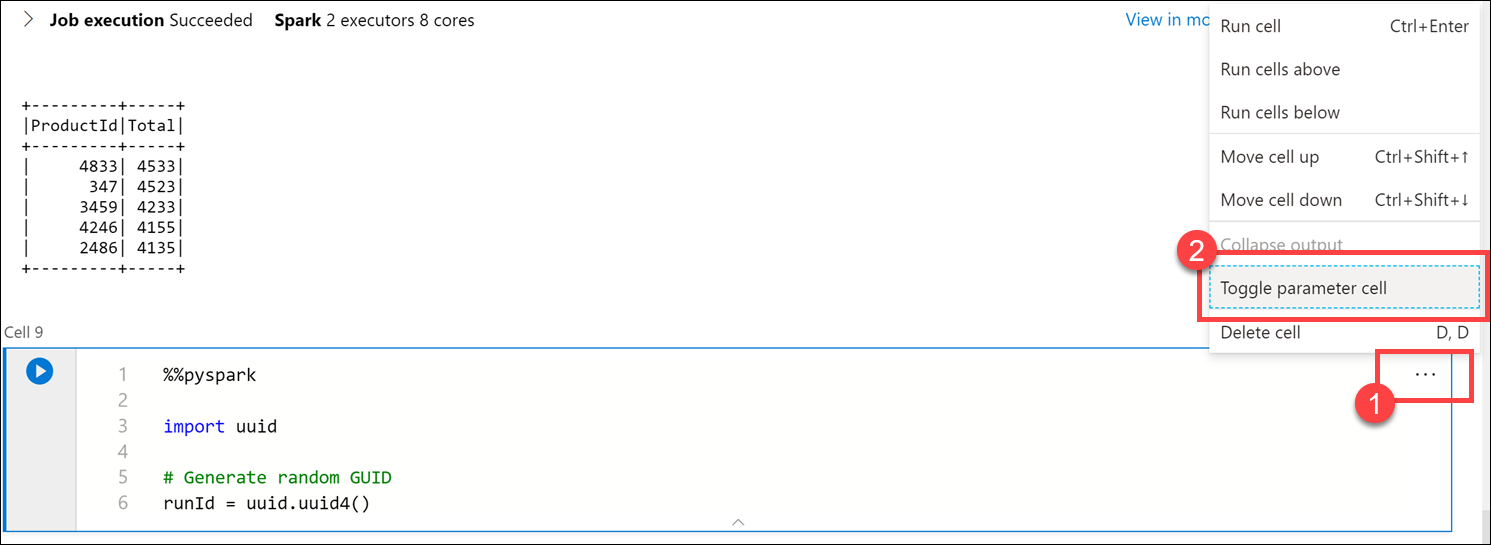 Job execution Succeeded Spark 2 executors 8 cores
View in mo
Run cell Ctrl+Enter
Run cells above
Run cells below
Move cell up Ctrl+Shift+↑
Move cell down Ctrl+Shift+↓
Collapse output
2
Toggle parameter cell
Delete cell D, D
+---------+-----+
|ProductId|Total|
+---------+-----+
|     4833| 4533|
|      347| 4523|
|     3459| 4233|
|     4246| 4155|
|     2486| 4135|
+---------+-----+
Cell 9
...
1
1 %%pyspark
2
3 import uuid
4
5 # Generate random GUID
6 runId = uuid.uuid4()